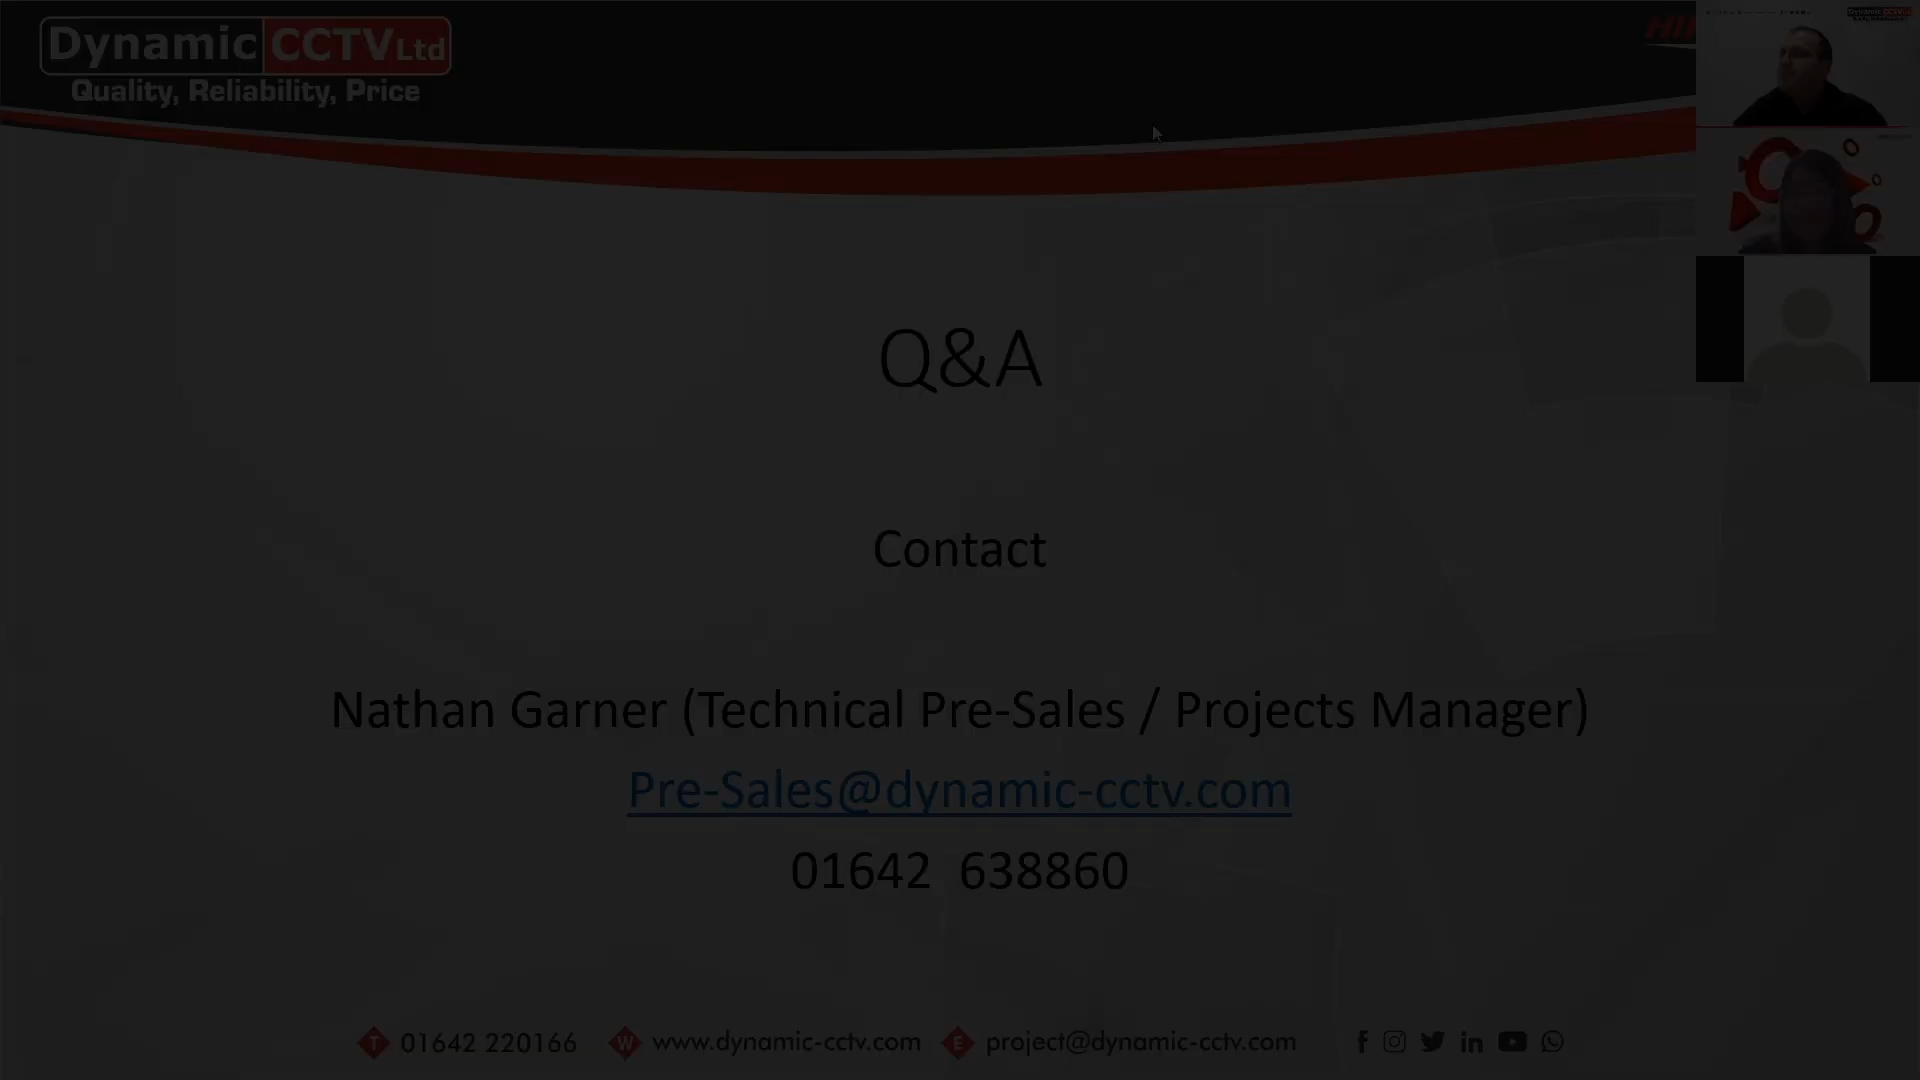 Dynamic CCTV Ltd
Quality, Reliability, Price
Q&A
Contact
Nathan Garner (Technical Pre-Sales / Projects Manager)
Pre-Sales@dynamic-cctv.com
01642 638860
T 01642 220166 W www.dynamic-cctv.com E project@dynamic-cctv.com